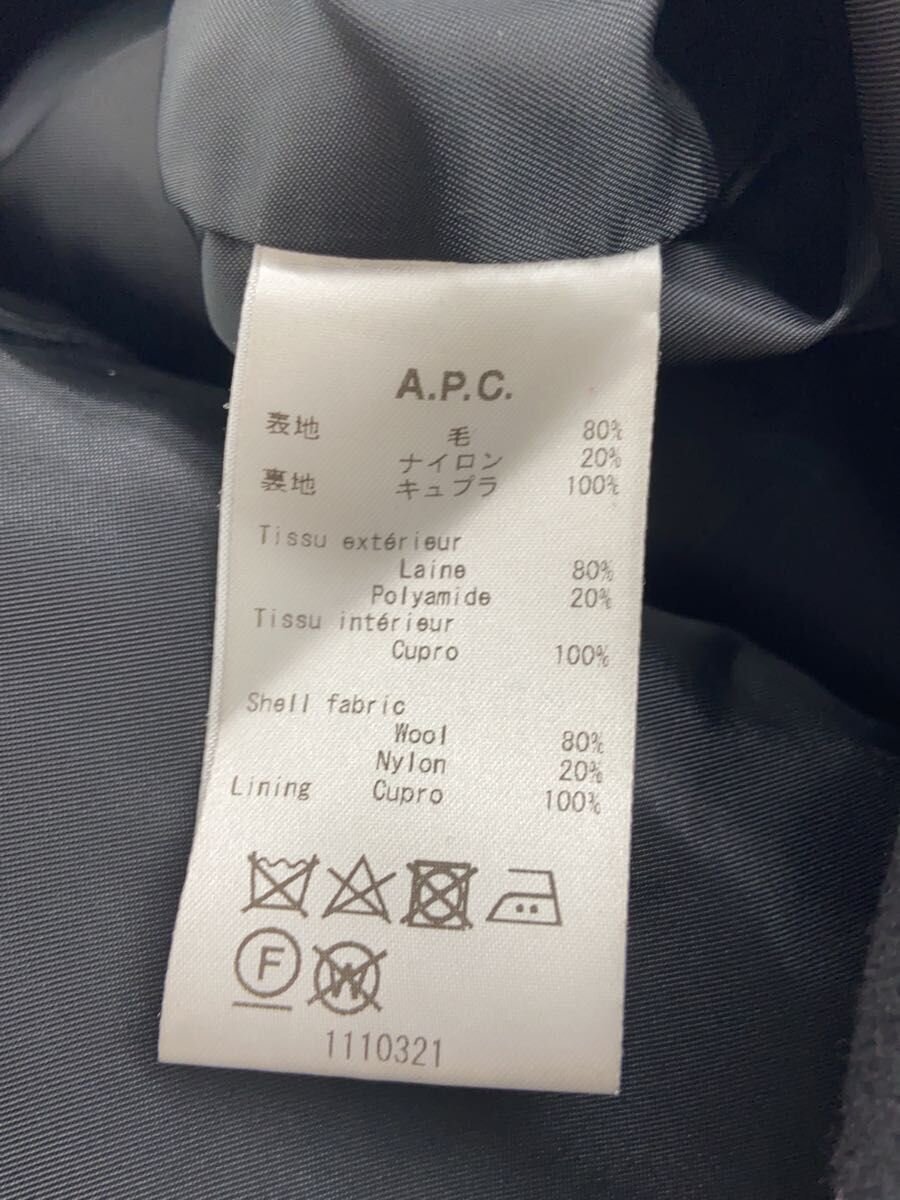 A.P.C.
表地 毛 80%
ナイロン 20%
裏地 キュプラ 100%
Tissu extérieur
Laine 80%
Polyamide 20%
Tissu intérieur
Cupro 100%
Shell fabric
Wool 80%
Nylon 20%
Lining Cupro 100%
F W
1110321